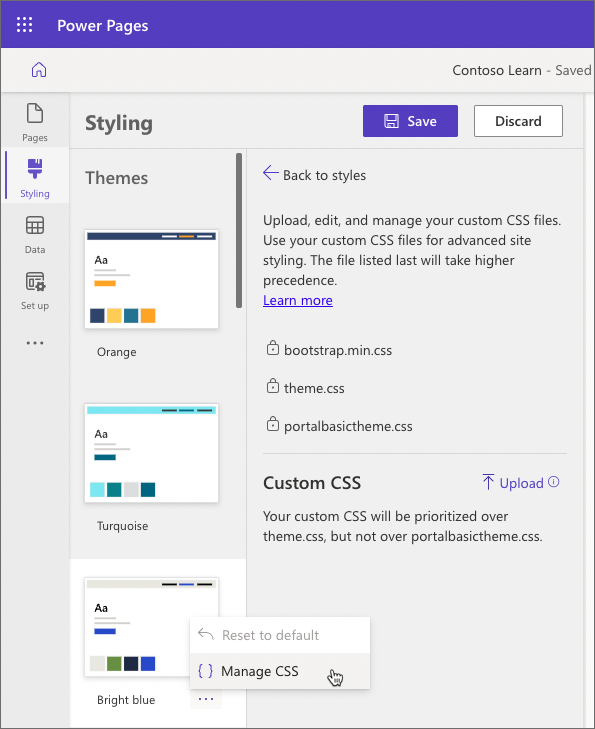 Power Pages
Contoso Learn - Saved
Pages
Styling
Data
Set up
Styling
Save
Discard
Themes
Aa
Orange
Aa
Turquoise
Aa
Bright blue
Reset to default
{ } Manage CSS
Back to styles
Upload, edit, and manage your custom CSS files.
Use your custom CSS files for advanced site
styling. The file listed last will take higher
precedence.
Learn more
bootstrap.min.css
theme.css
portalbasictheme.css
Custom CSS
Upload
Your custom CSS will be prioritized over
theme.css, but not over portalbasictheme.css.